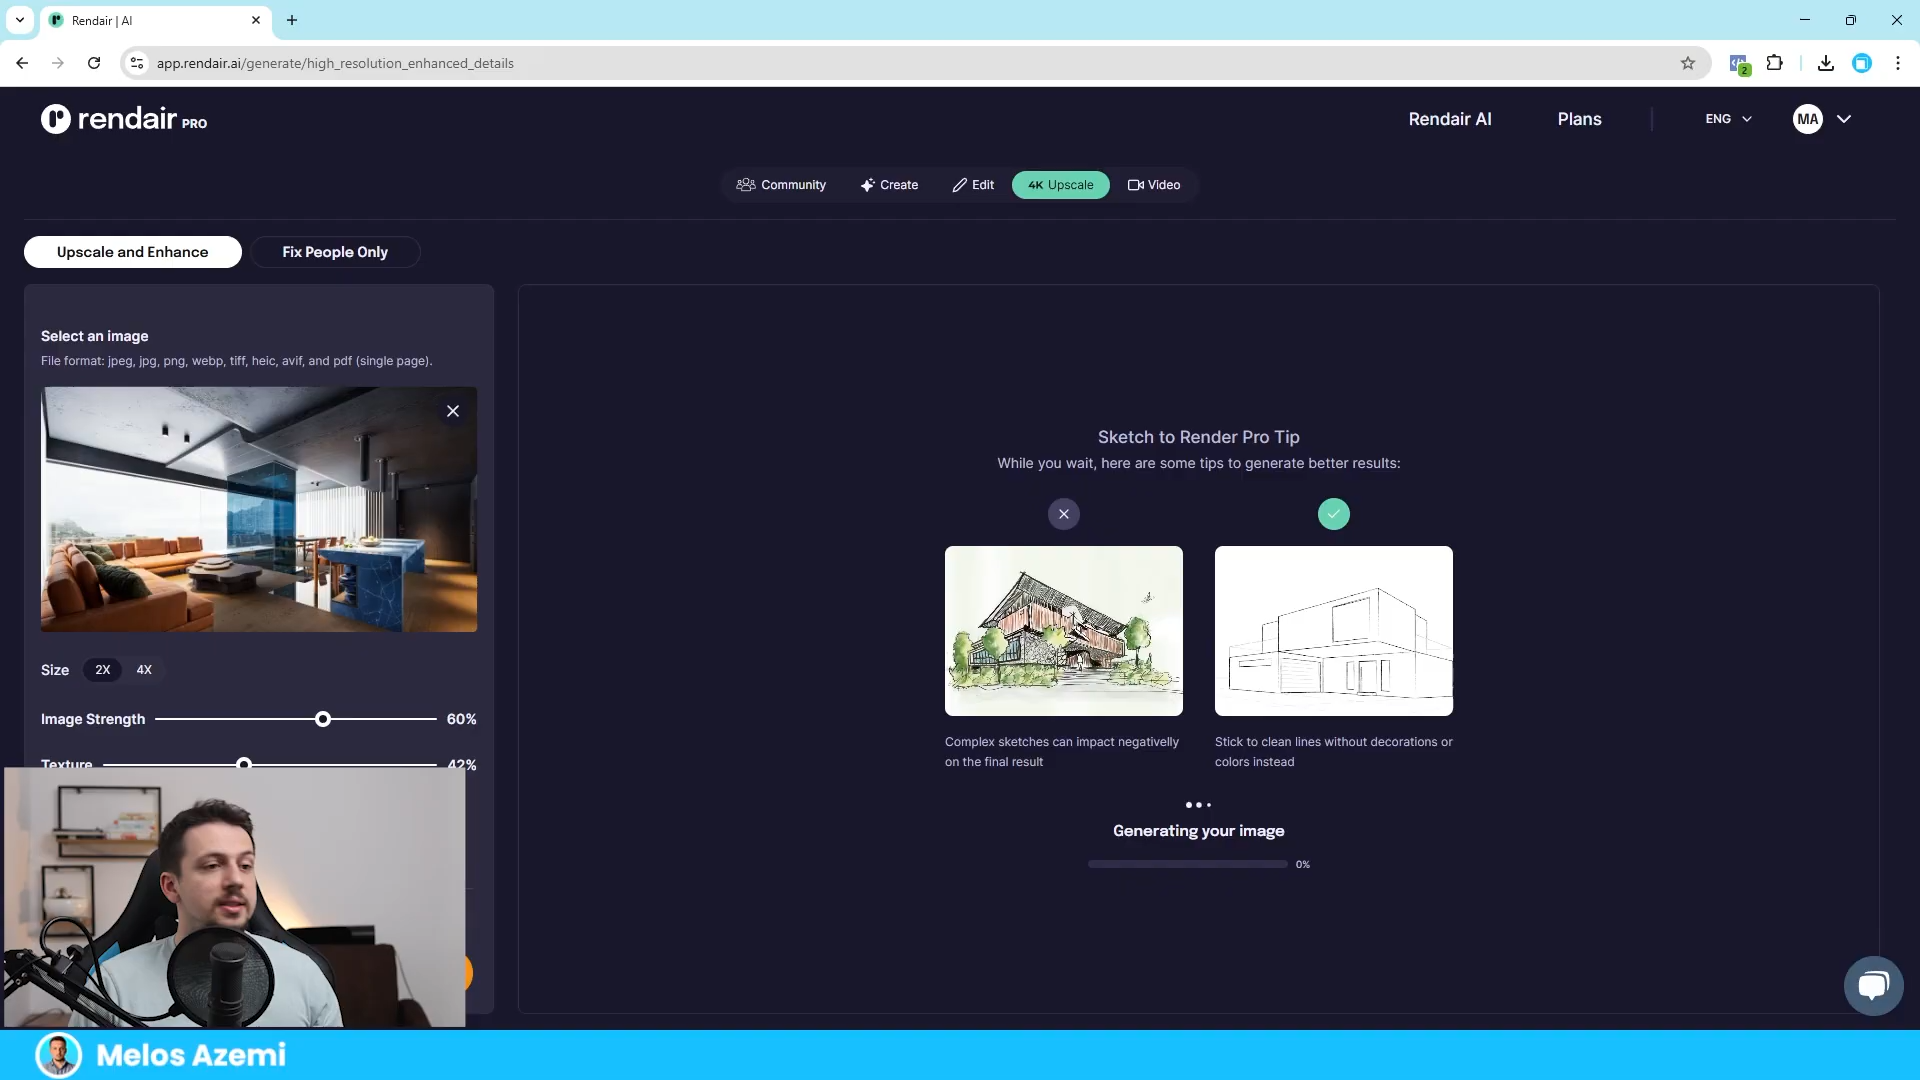 Rendair | AI
app.rendair.ai/generate/high_resolution_enhanced_details
2
rendair PRO
Rendair AI
Plans
ENG
MA
Community
Create
Edit
4K Upscale
Video
Upscale and Enhance
Fix People Only
Select an image
File format: jpeg, jpg, png, webp, tiff, heic, avif, and pdf (single page).
Size
2X
4X
Image Strength
60%
Texture
42%
Sketch to Render Pro Tip
While you wait, here are some tips to generate better results:
Complex sketches can impact negativelly
on the final result
Stick to clean lines without decorations or
colors instead
Generating your image
0%
Melos Azemi